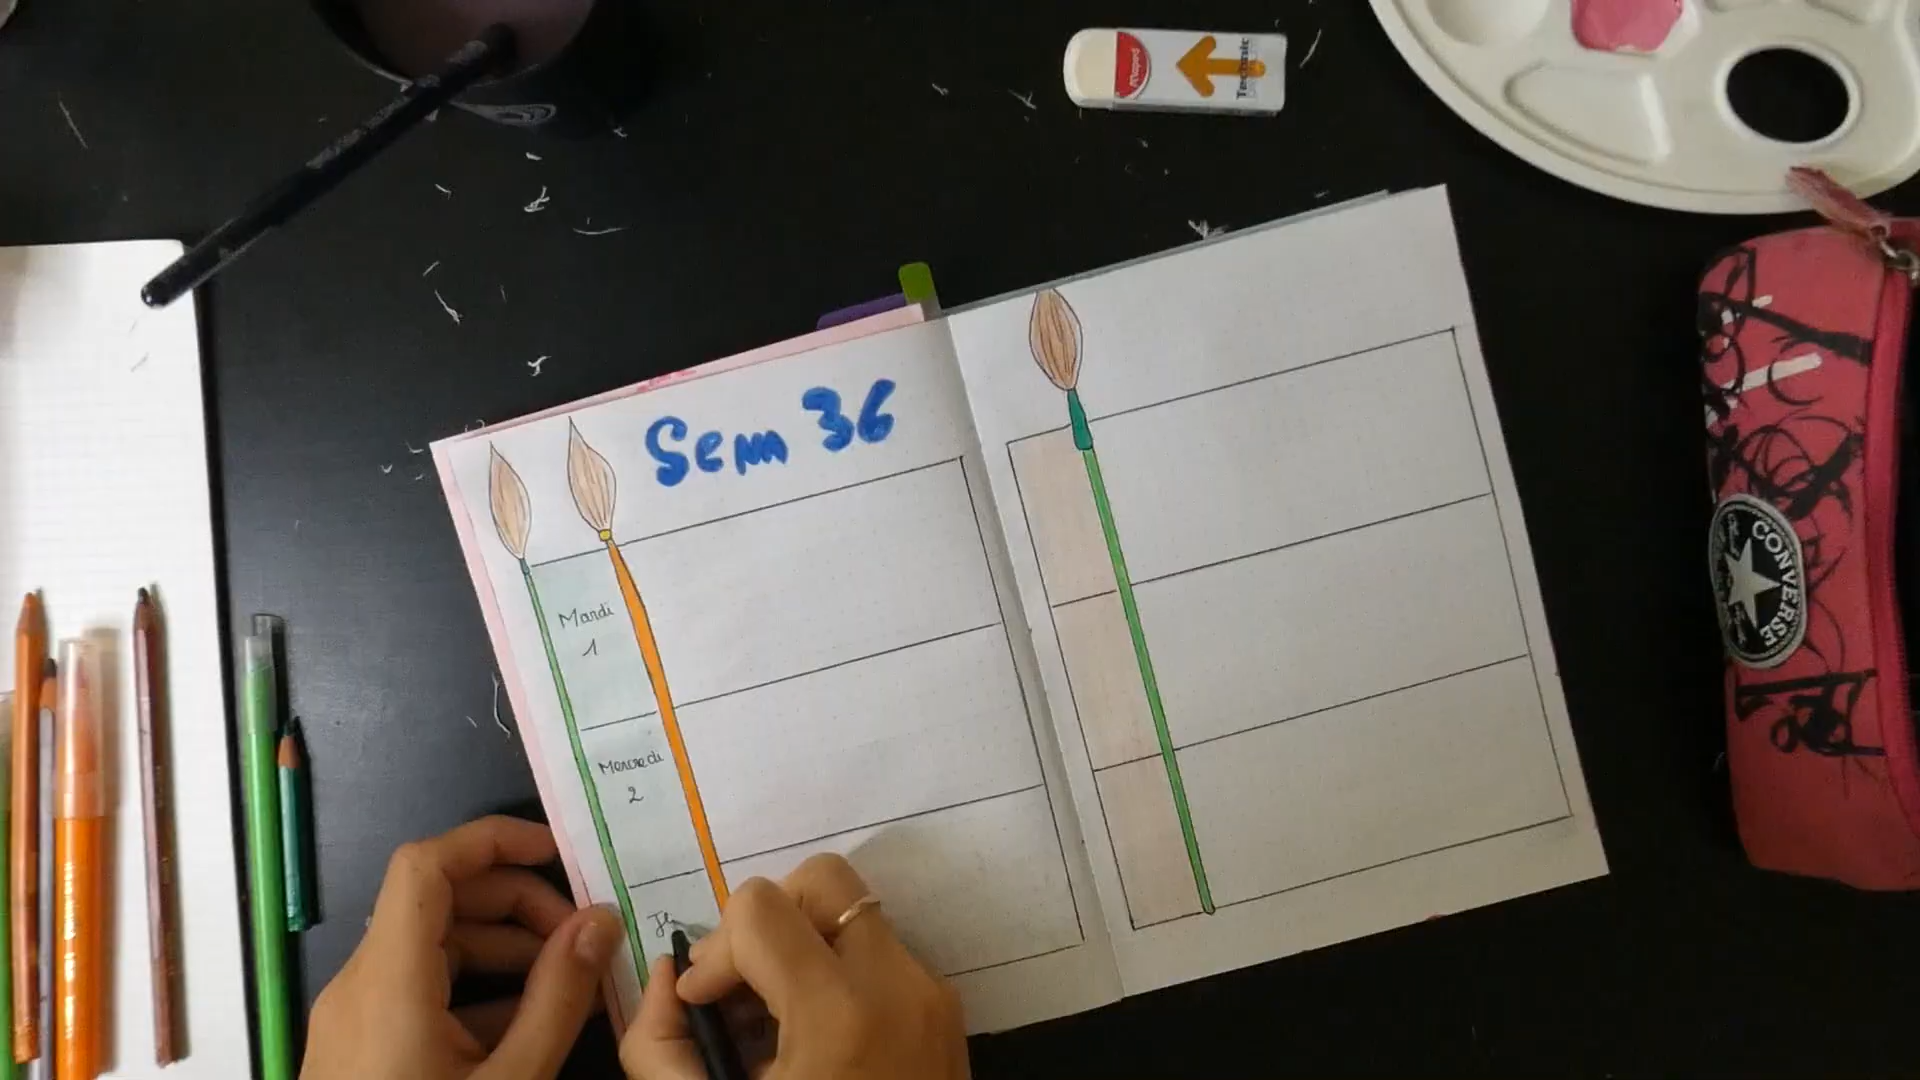 Maped
Technic
Sem 36
Mardi
1
Mercredi
2
CONVERSE